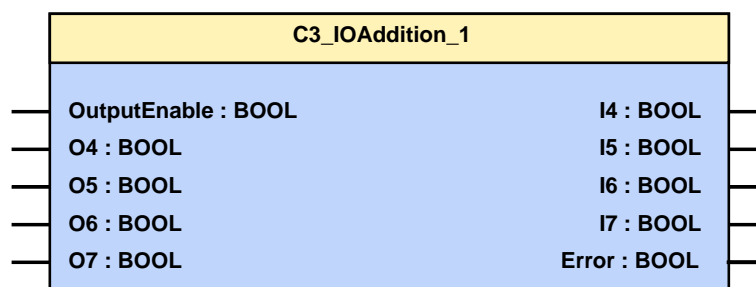 C3_IOAddition_1
OutputEnable : BOOL I4 : BOOL
O4 : BOOL I5 : BOOL
O5 : BOOL I6 : BOOL
O6 : BOOL I7 : BOOL
O7 : BOOL Error : BOOL